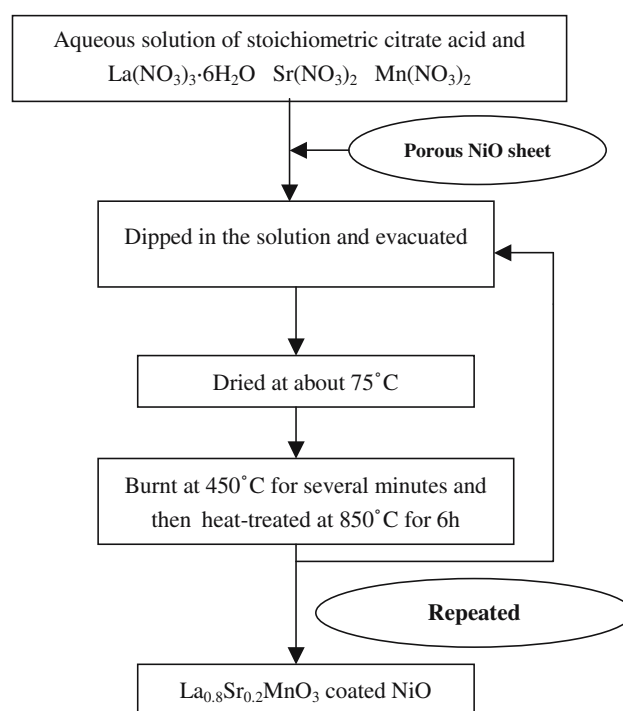 Aqueous solution of stoichiometric citrate acid and
La(NO₃)₃·6H₂O Sr(NO₃)₂ Mn(NO₃)₂
Porous NiO sheet
Dipped in the solution and evacuated
Dried at about 75˚C
Burnt at 450˚C for several minutes and
then heat-treated at 850˚C for 6h
Repeated
La₀.₈Sr₀.₂MnO₃ coated NiO